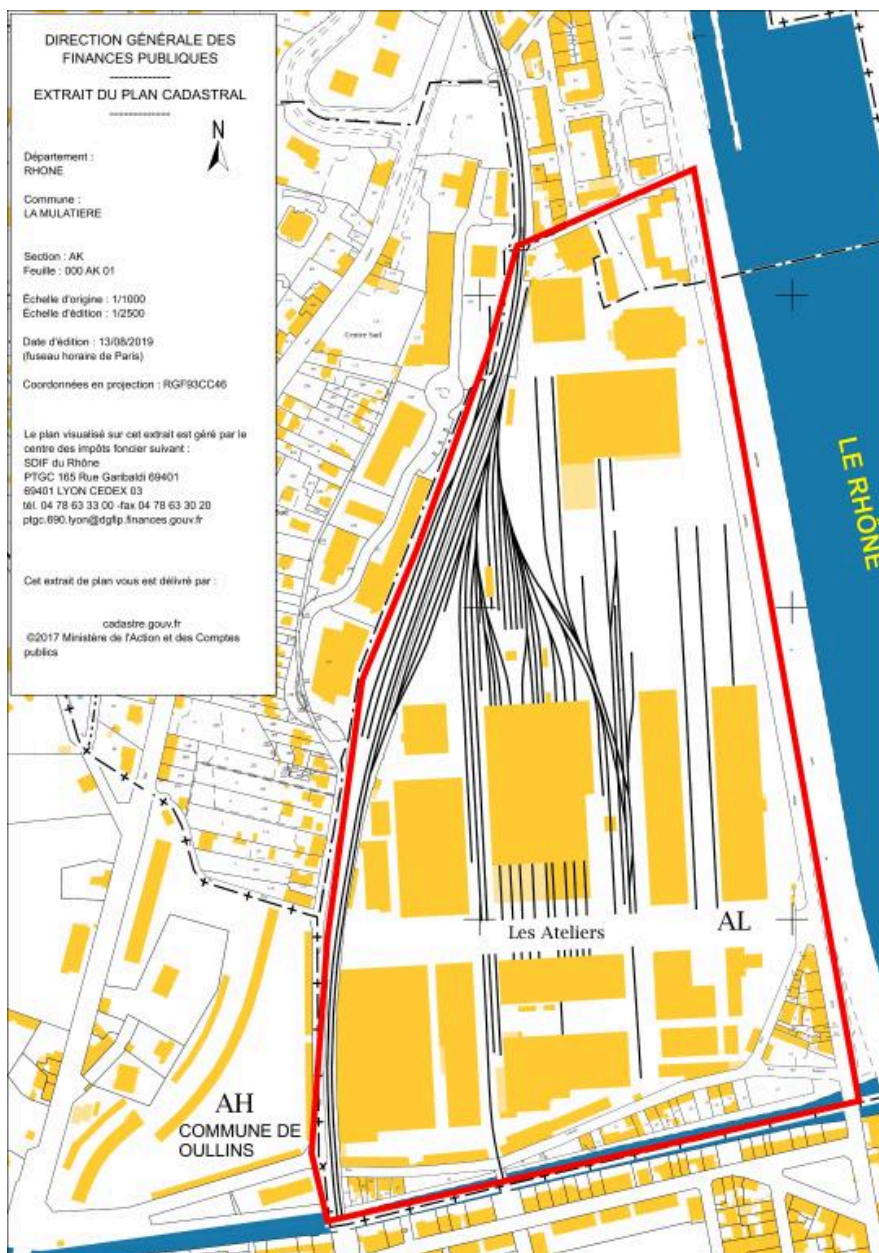 DIRECTION GÉNÉRALE DES
FINANCES PUBLIQUES
-------------
EXTRAIT DU PLAN CADASTRAL
-------------
N
Département :
RHONE
Commune :
LA MULATIERE
Section : AK
Feuille : 000 AK 01
Échelle d'origine : 1/1000
Échelle d'édition : 1/2500
Date d'édition : 13/08/2019
(fuseau horaire de Paris)
Coordonnées en projection : RGF93CC46
Le plan visualisé sur cet extrait est géré par le
centre des impôts foncier suivant :
SDIF du Rhône
PTGC 165 Rue Garibaldi 69401
69401 LYON CEDEX 03
tél. 04 78 63 33 00 -fax 04 78 63 30 20
ptgc.690.lyon@dgfip.finances.gouv.fr
Cet extrait de plan vous est délivré par :
cadastre.gouv.fr
©2017 Ministère de l'Action et des Comptes
publics
Centre Sud
LE RHÔNE
Les Ateliers
AL
AH
COMMUNE DE
OULLINS